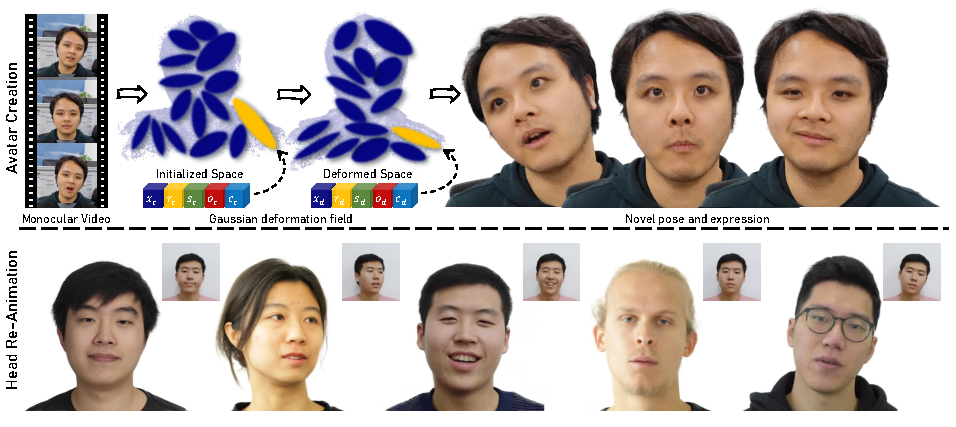 Avatar Creation
Initialized Space
Deformed Space
x_c r_c s_c o_c c_c
x_d r_d s_d o_d c_d
Monocular Video
Gaussian deformation field
Novel pose and expression
Head Re-Animation